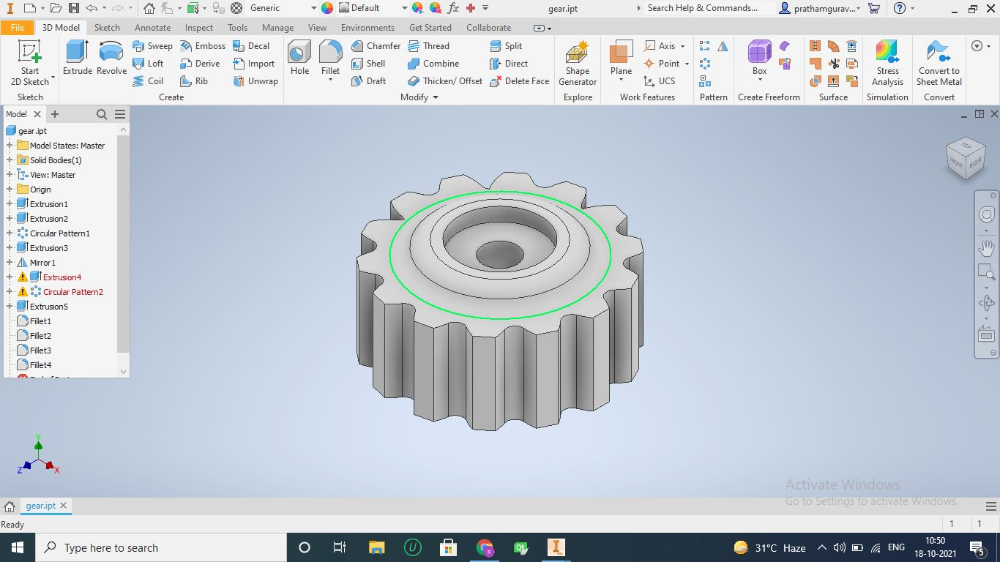 Generic
Default
fx
gear.ipt
Search Help & Commands...
prathamgurav...
File
3D Model
Sketch
Annotate
Inspect
Tools
Manage
View
Environments
Get Started
Collaborate
Start
2D Sketch
Sketch
Extrude
Revolve
Sweep
Loft
Coil
Emboss
Derive
Rib
Decal
Import
Unwrap
Create
Hole
Fillet
Chamfer
Shell
Draft
Thread
Combine
Thicken/ Offset
Split
Direct
Delete Face
Modify
Shape
Generator
Explore
Plane
Axis
Point
UCS
Work Features
Pattern
Box
Create Freeform
Surface
Stress
Analysis
Simulation
Convert to
Sheet Metal
Convert
Model
gear.ipt
Model States: Master
Solid Bodies(1)
View: Master
Origin
Extrusion1
Extrusion2
Circular Pattern1
Extrusion3
Mirror1
Extrusion4
Circular Pattern2
Extrusion5
Fillet1
Fillet2
Fillet3
Fillet4
TOP
FRONT
RIGHT
Y
Z
X
Activate Windows
Go to Settings to activate Windows.
gear.ipt
Ready
1
1
Type here to search
31°C Haze
ENG
10:50
18-10-2021
5